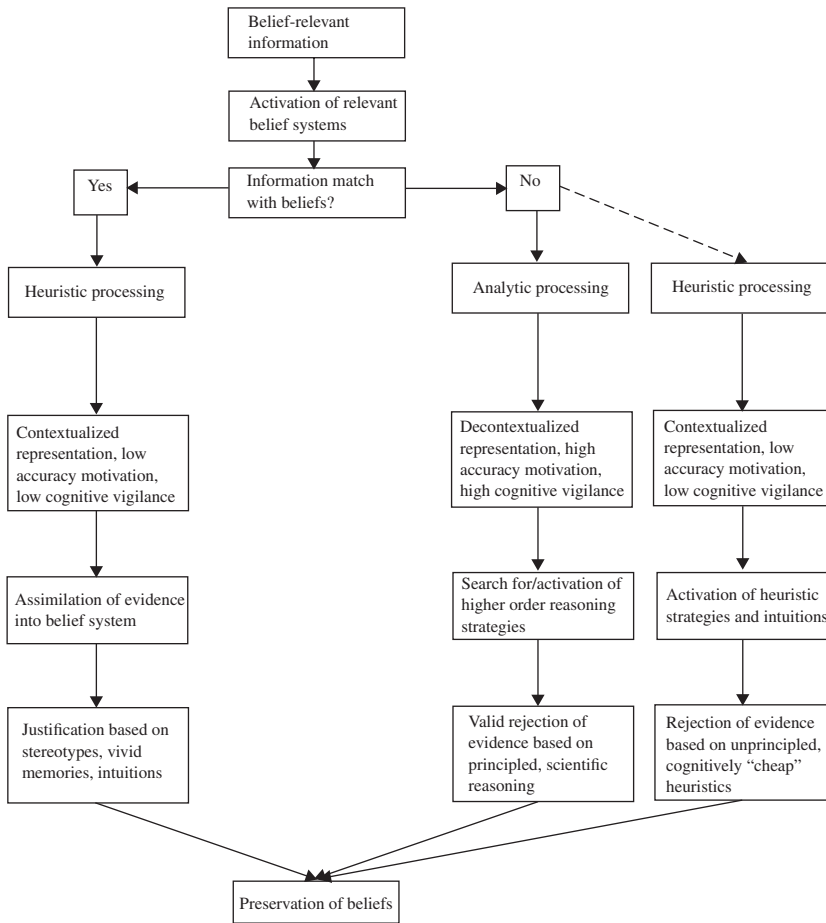 Belief-relevant
information
Activation of relevant
belief systems
Information match
with beliefs?
Yes
No
Heuristic processing
Analytic processing
Heuristic processing
Contextualized
representation, low
accuracy motivation,
low cognitive vigilance
Decontextualized
representation, high
accuracy motivation,
high cognitive vigilance
Contextualized
representation, low
accuracy motivation,
low cognitive vigilance
Assimilation of evidence
into belief system
Search for/activation of
higher order reasoning
strategies
Activation of heuristic
strategies and intuitions
Justification based on
stereotypes, vivid
memories, intuitions
Valid rejection of
evidence based on
principled, scientific
reasoning
Rejection of evidence
based on unprincipled,
cognitively “cheap”
heuristics
Preservation of beliefs